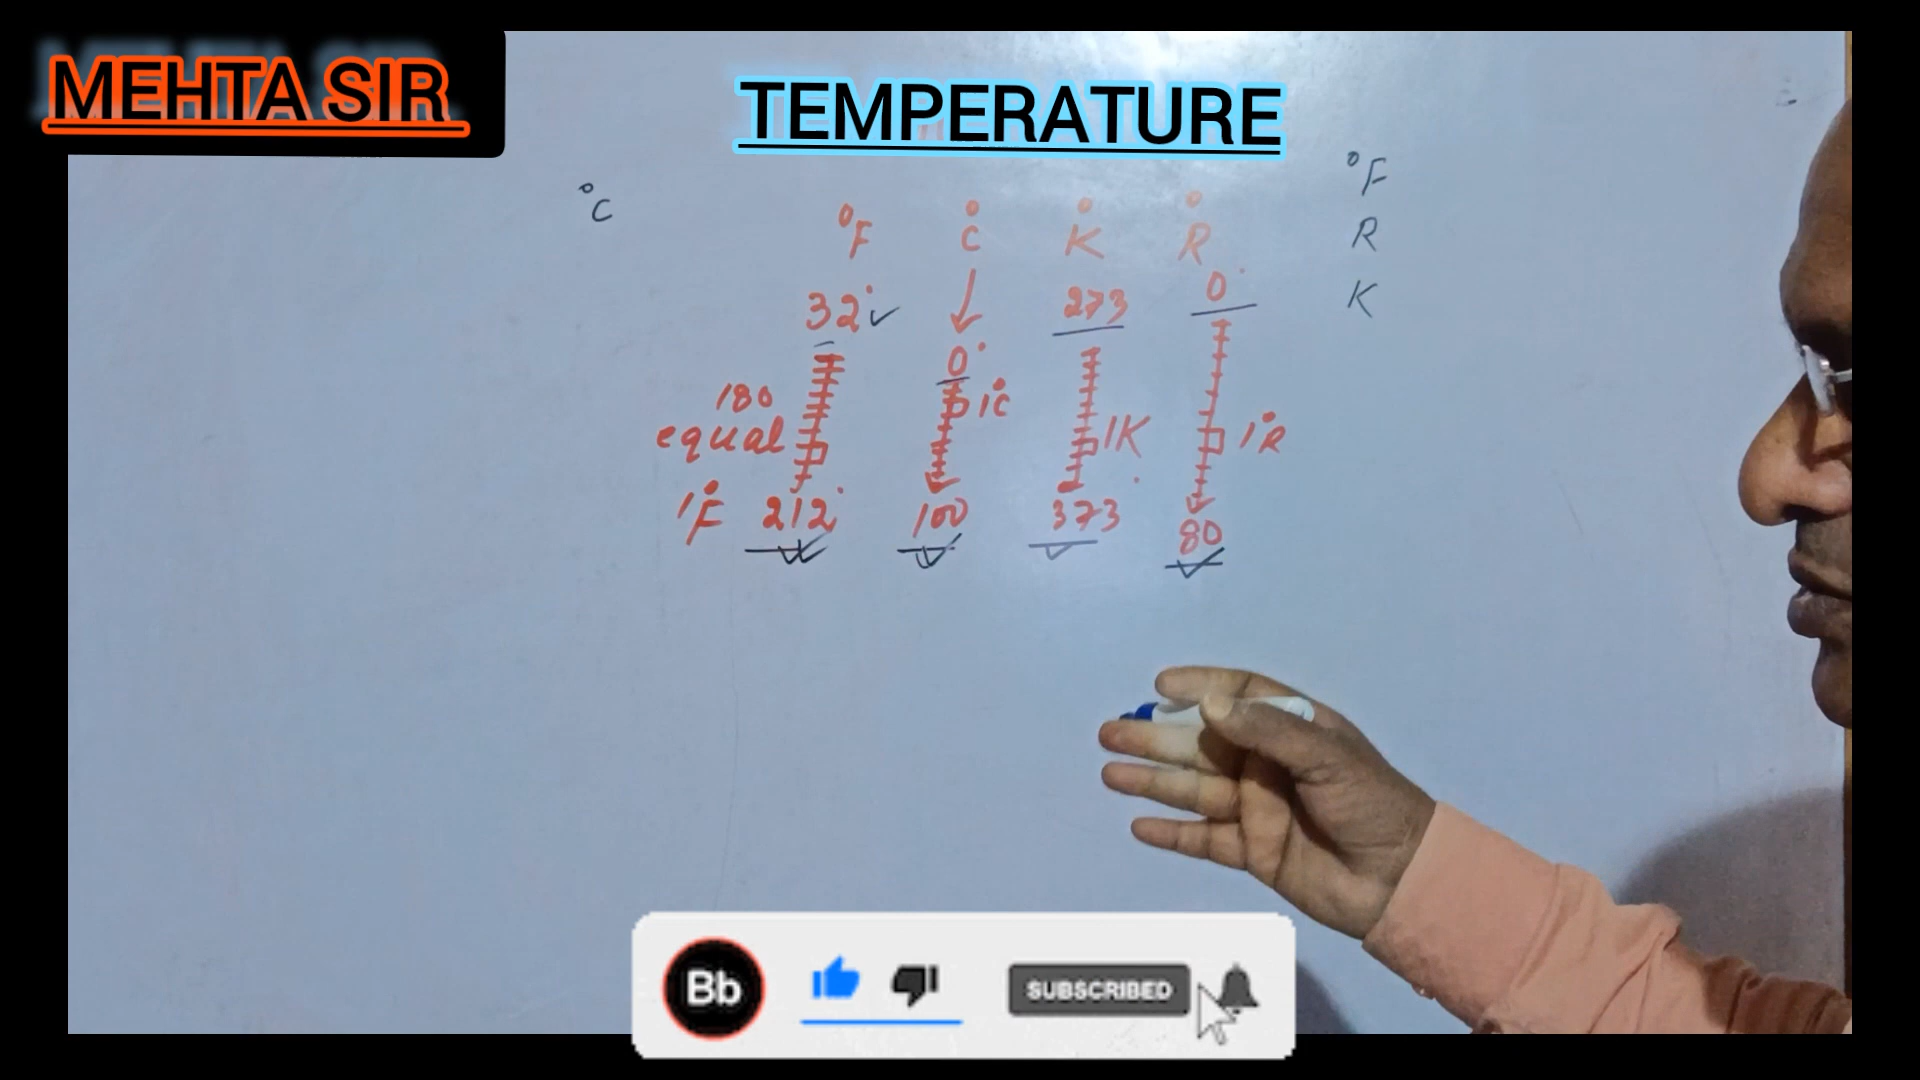 MEHTA SIR
TEMPERATURE
°C
°F °C °K °R
°F
R
K
32° 273 0°
0°
180
equal
1°C
1K
1°R
1°F 212° 100 373° 80
Bb SUBSCRIBED